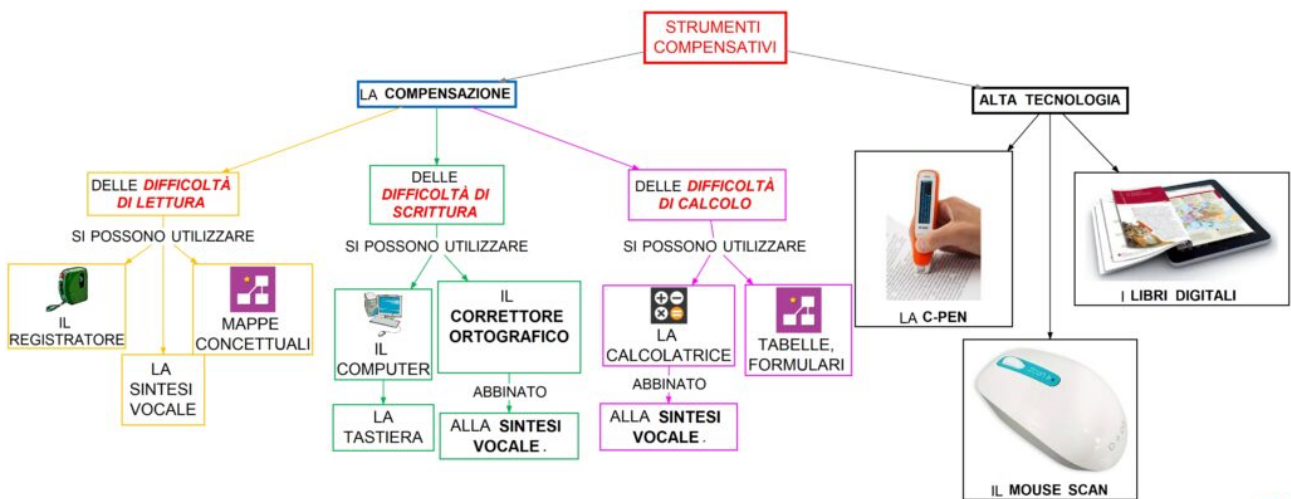 STRUMENTI
COMPENSATIVI
LA COMPENSAZIONE
ALTA TECNOLOGIA
DELLE DIFFICOLTÀ
DI LETTURA
SI POSSONO UTILIZZARE
IL
REGISTRATORE
LA
SINTESI
VOCALE
MAPPE
CONCETTUALI
DELLE
DIFFICOLTÀ DI
SCRITTURA
SI POSSONO UTILIZZARE
IL
COMPUTER
LA
TASTIERA
IL
CORRETTORE
ORTOGRAFICO
ABBINATO
ALLA SINTESI
VOCALE.
DELLE DIFFICOLTÀ
DI CALCOLO
SI POSSONO UTILIZZARE
LA
CALCOLATRICE
ABBINATO
ALLA SINTESI
VOCALE.
TABELLE,
FORMULARI
LA C-PEN
IL MOUSE SCAN
I LIBRI DIGITALI